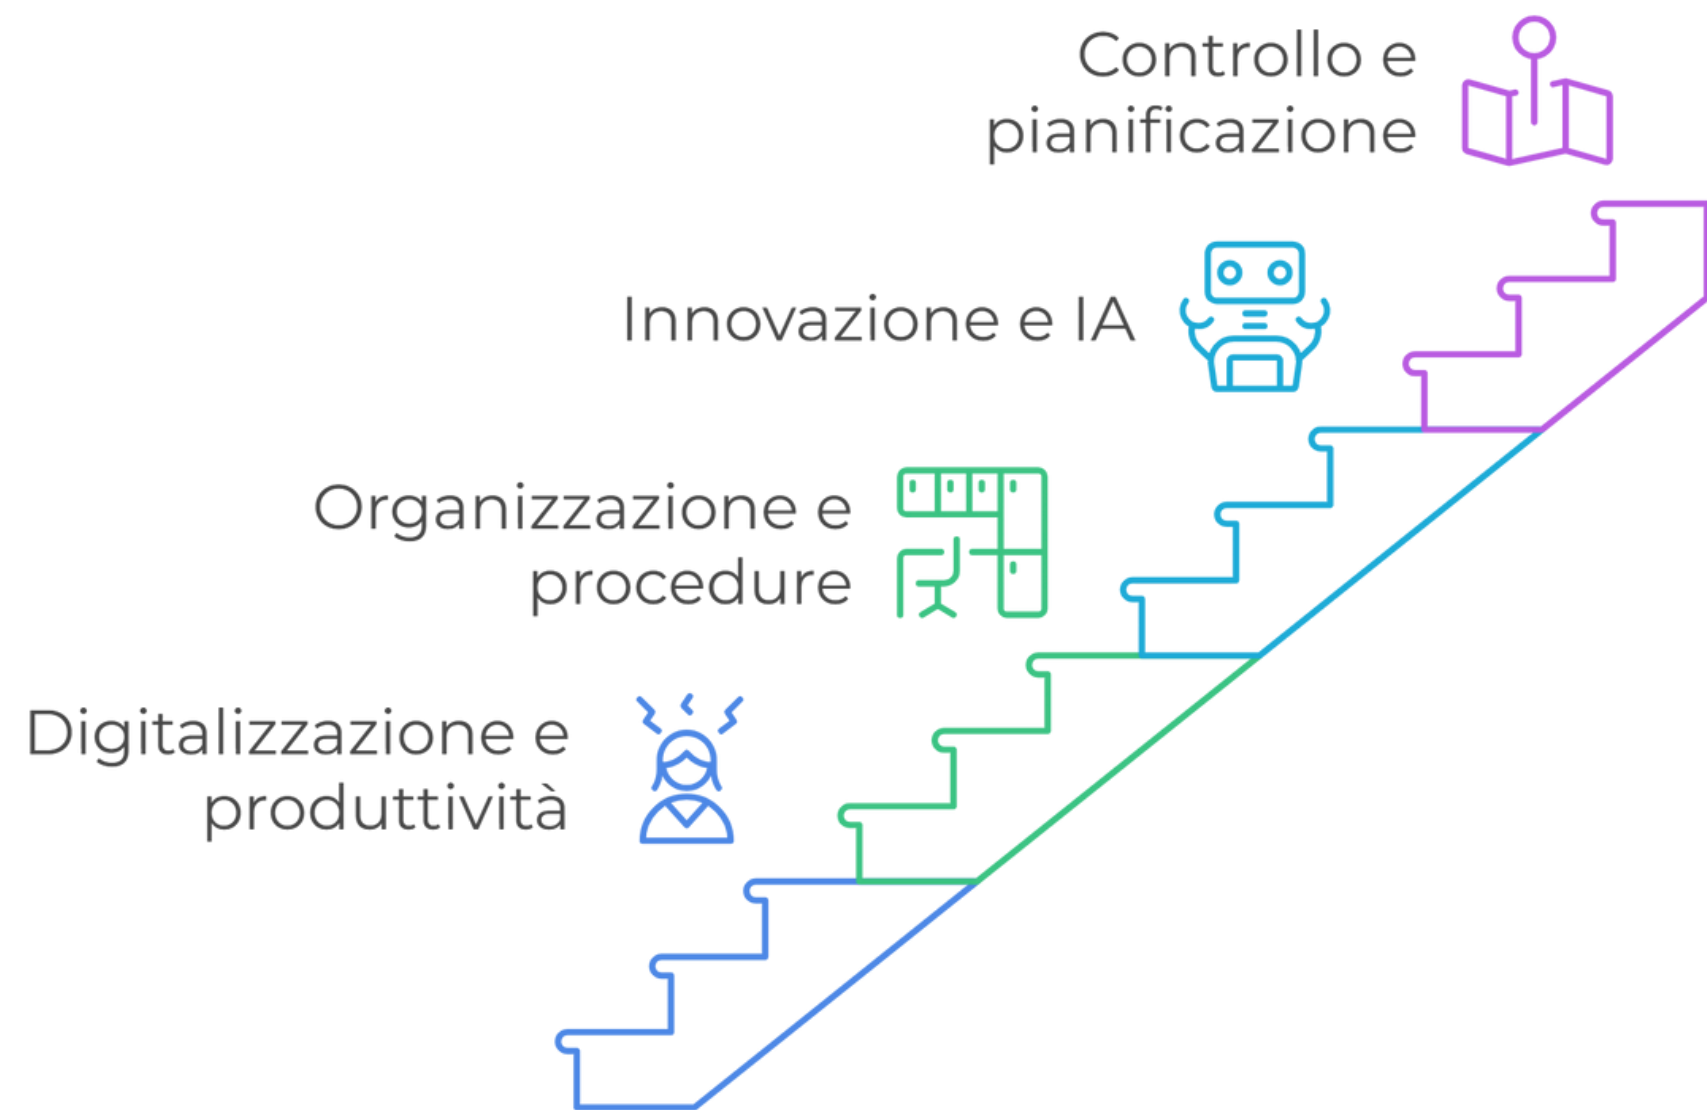 Controllo e
pianificazione
Innovazione e IA
Organizzazione e
procedure
Digitalizzazione e
produttività